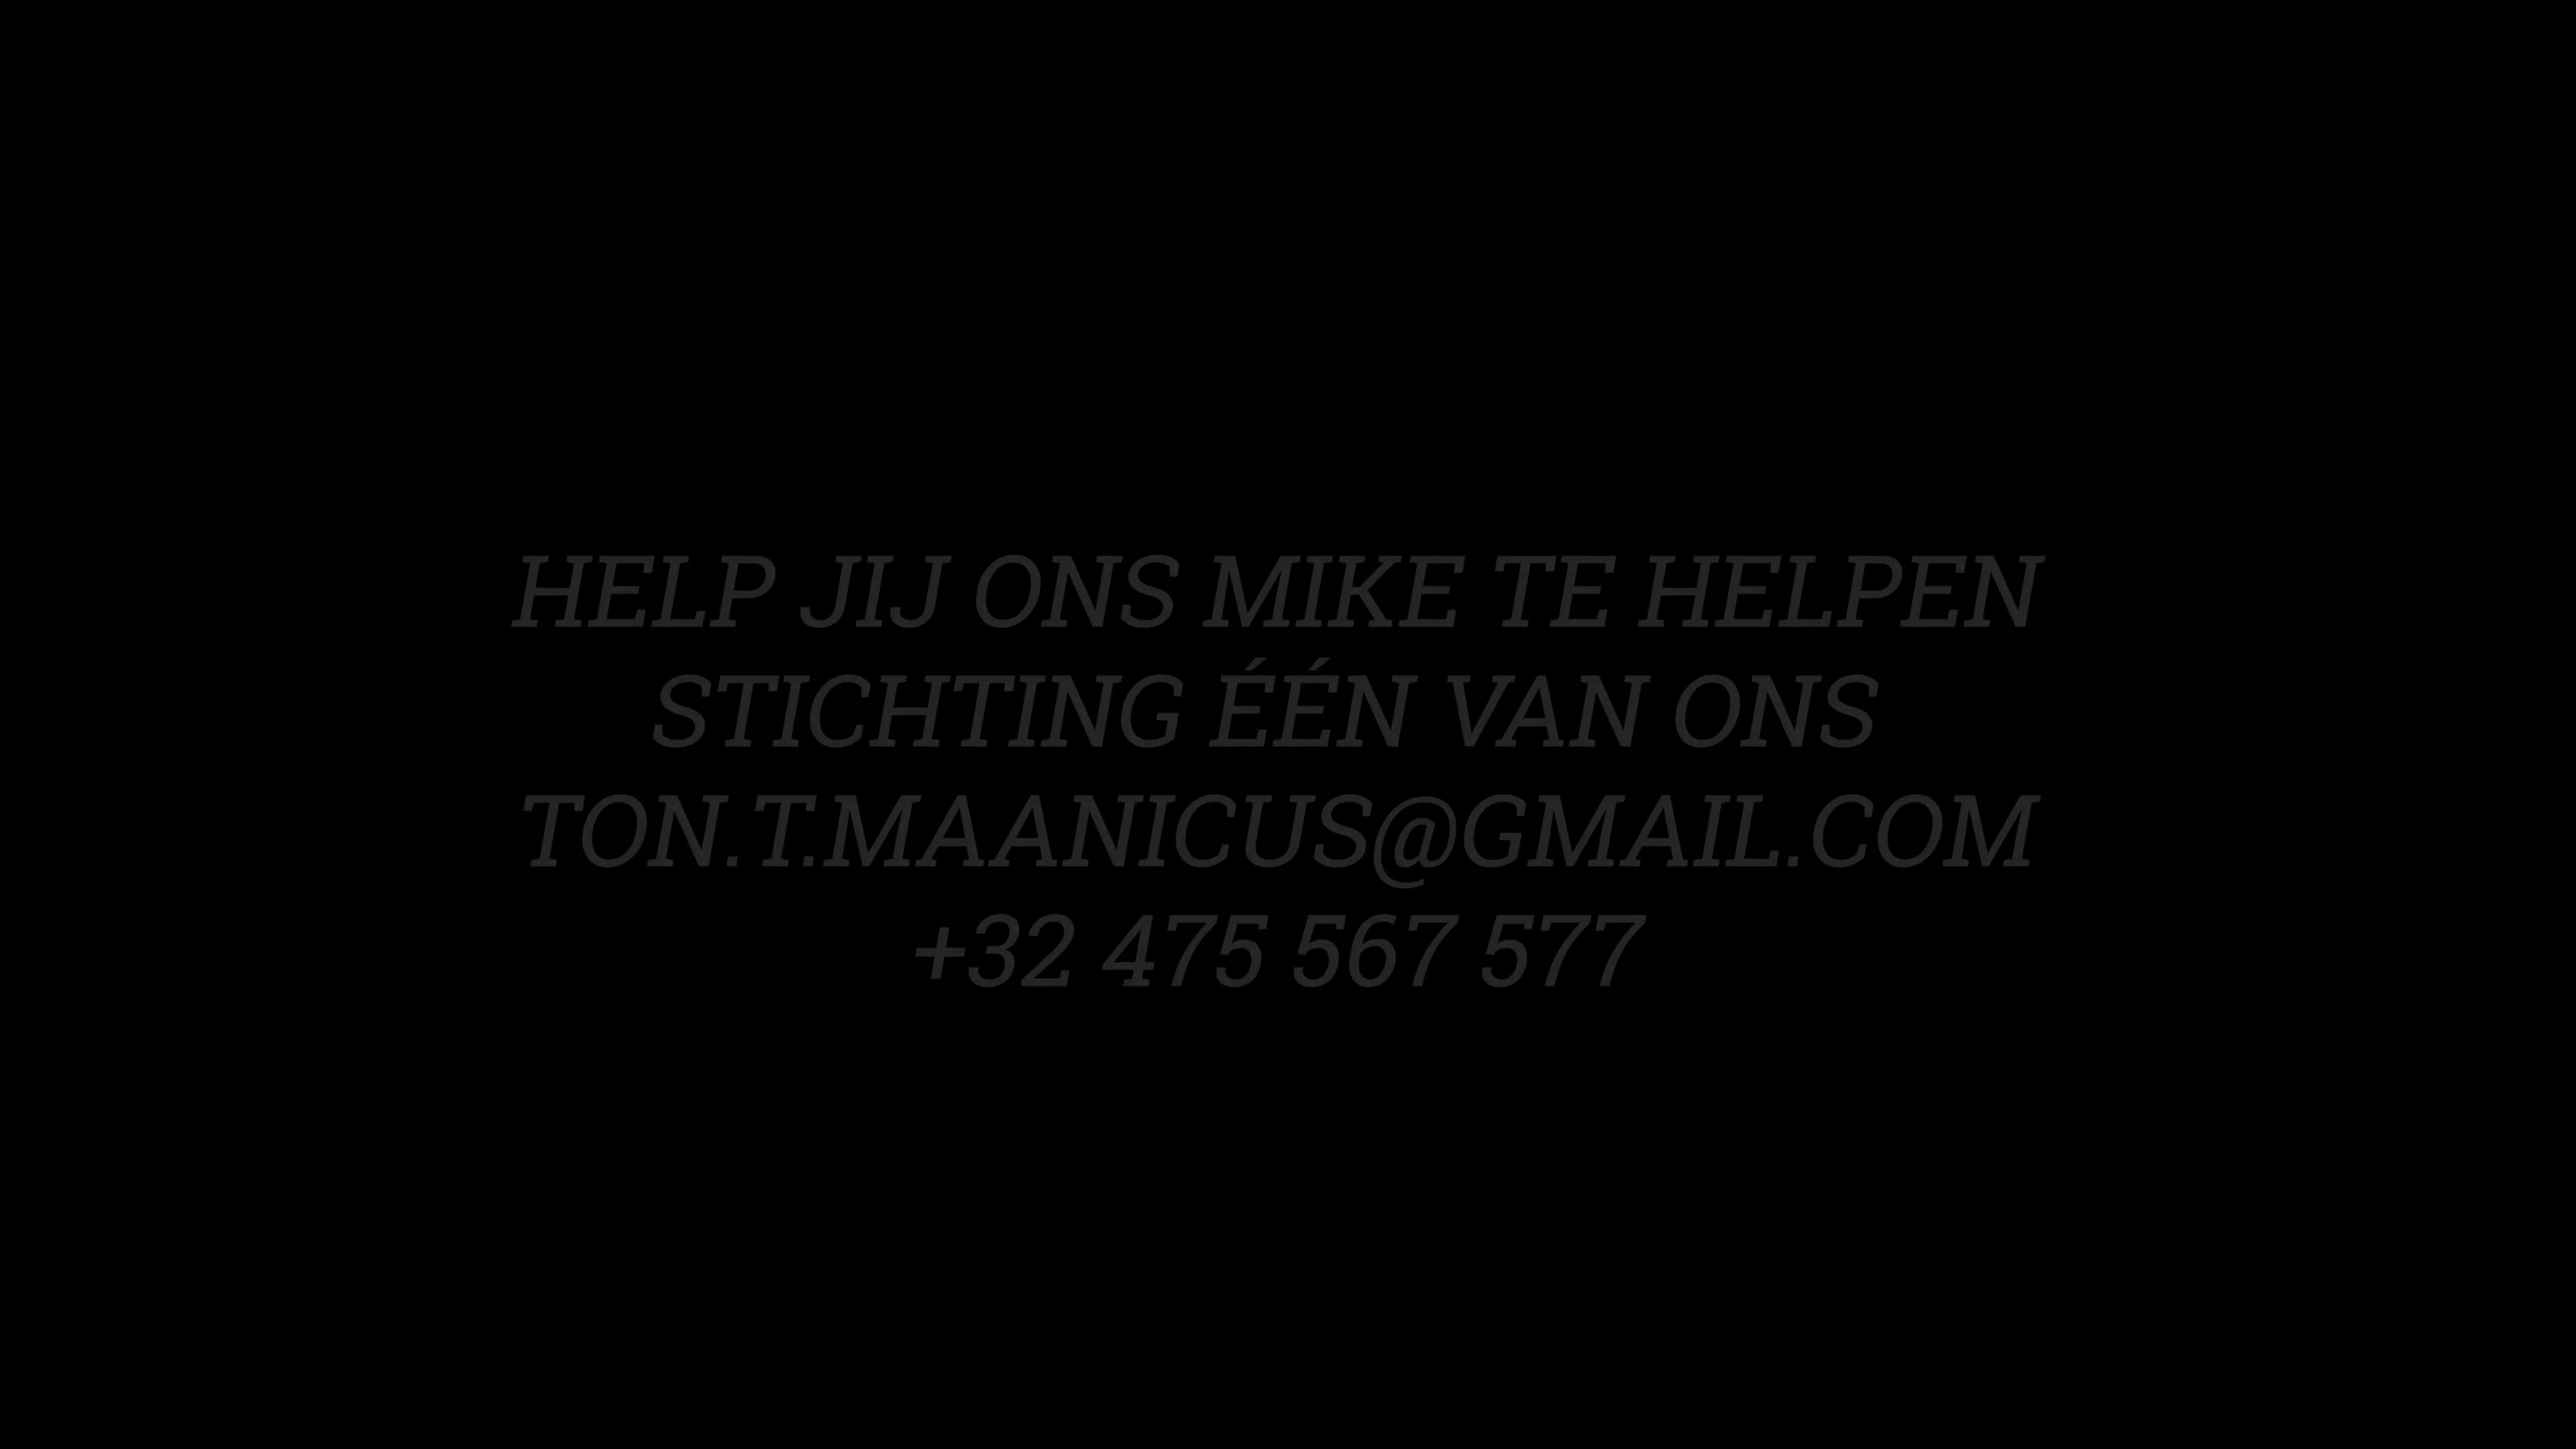 HELP JIJ ONS MIKE TE HELPEN
STICHTING ÉÉN VAN ONS
TON.T.MAANICUS@GMAIL.COM
+32 475 567 577